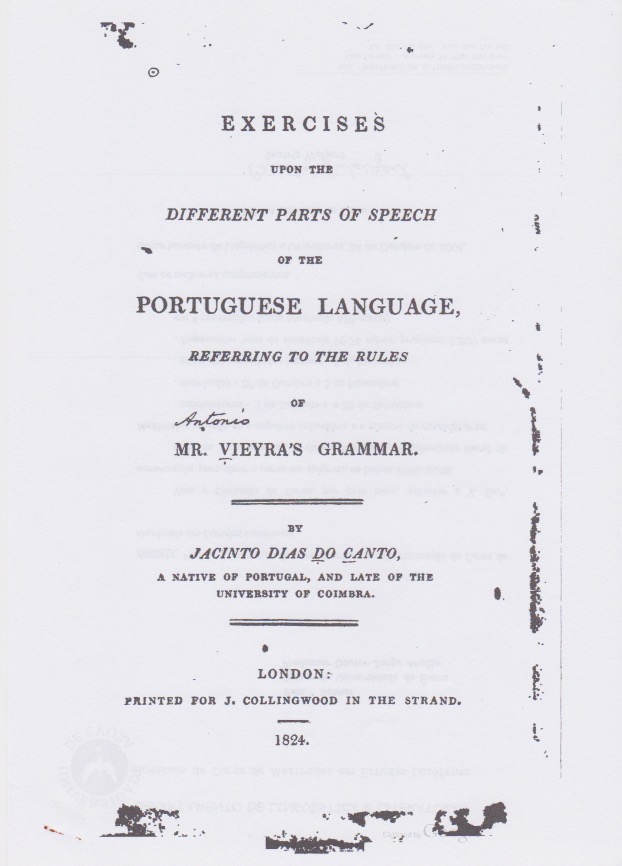 EXERCISES
UPON THE
DIFFERENT PARTS OF SPEECH
OF THE
PORTUGUESE LANGUAGE,
REFERRING TO THE RULES
OF
Antonio
MR. VIEYRA'S GRAMMAR.
BY
JACINTO DIAS DO CANTO,
A NATIVE OF PORTUGAL, AND LATE OF THE
UNIVERSITY OF COIMBRA.
LONDON:
PRINTED FOR J. COLLINGWOOD IN THE STRAND.
1824.